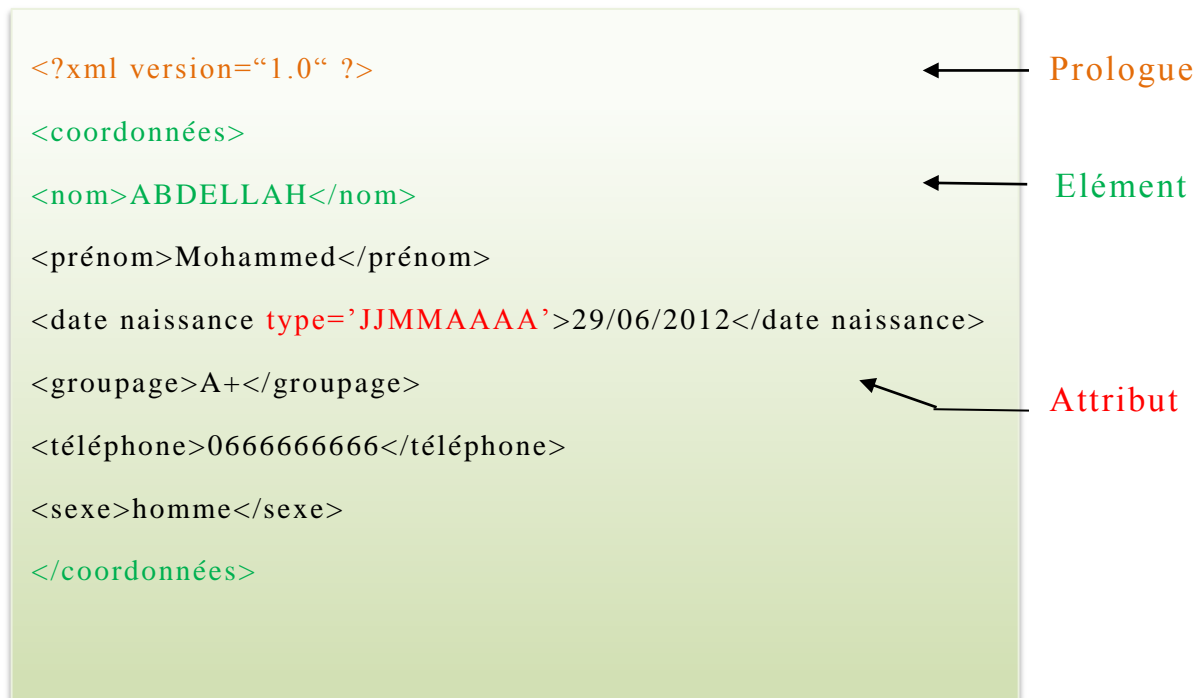 <?xml version=“1.0“ ?>
Prologue
<coordonnées>
<nom>ABDELLAH</nom>
Elément
<prénom>Mohammed</prénom>
<date naissance type=’JJMMAAAA’>29/06/2012</date naissance>
<groupage>A+</groupage>
Attribut
<téléphone>0666666666</téléphone>
<sexe>homme</sexe>
</coordonnées>